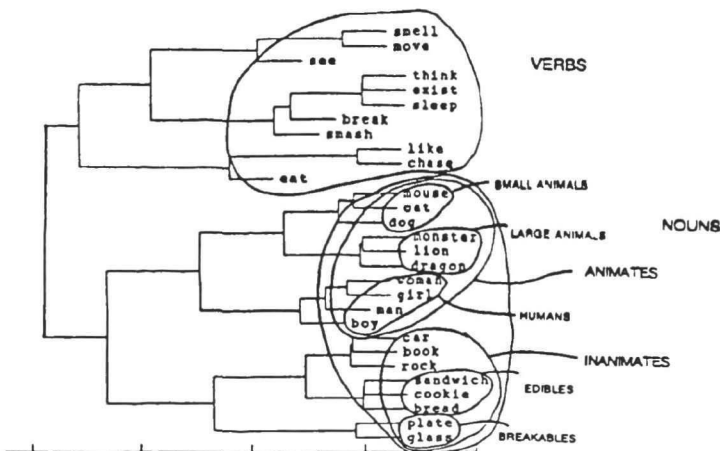 smell
move
see
VERBS
think
exist
sleep
break
smash
like
chase
eat
mouse
SMALL ANIMALS
cat
dog
NOUNS
monster
LARGE ANIMALS
lion
dragon
ANIMATES
woman
girl
man
HUMANS
boy
car
book
INANIMATES
rock
sandwich
EDIBLES
cookie
bread
plate
glass
BREAKABLES